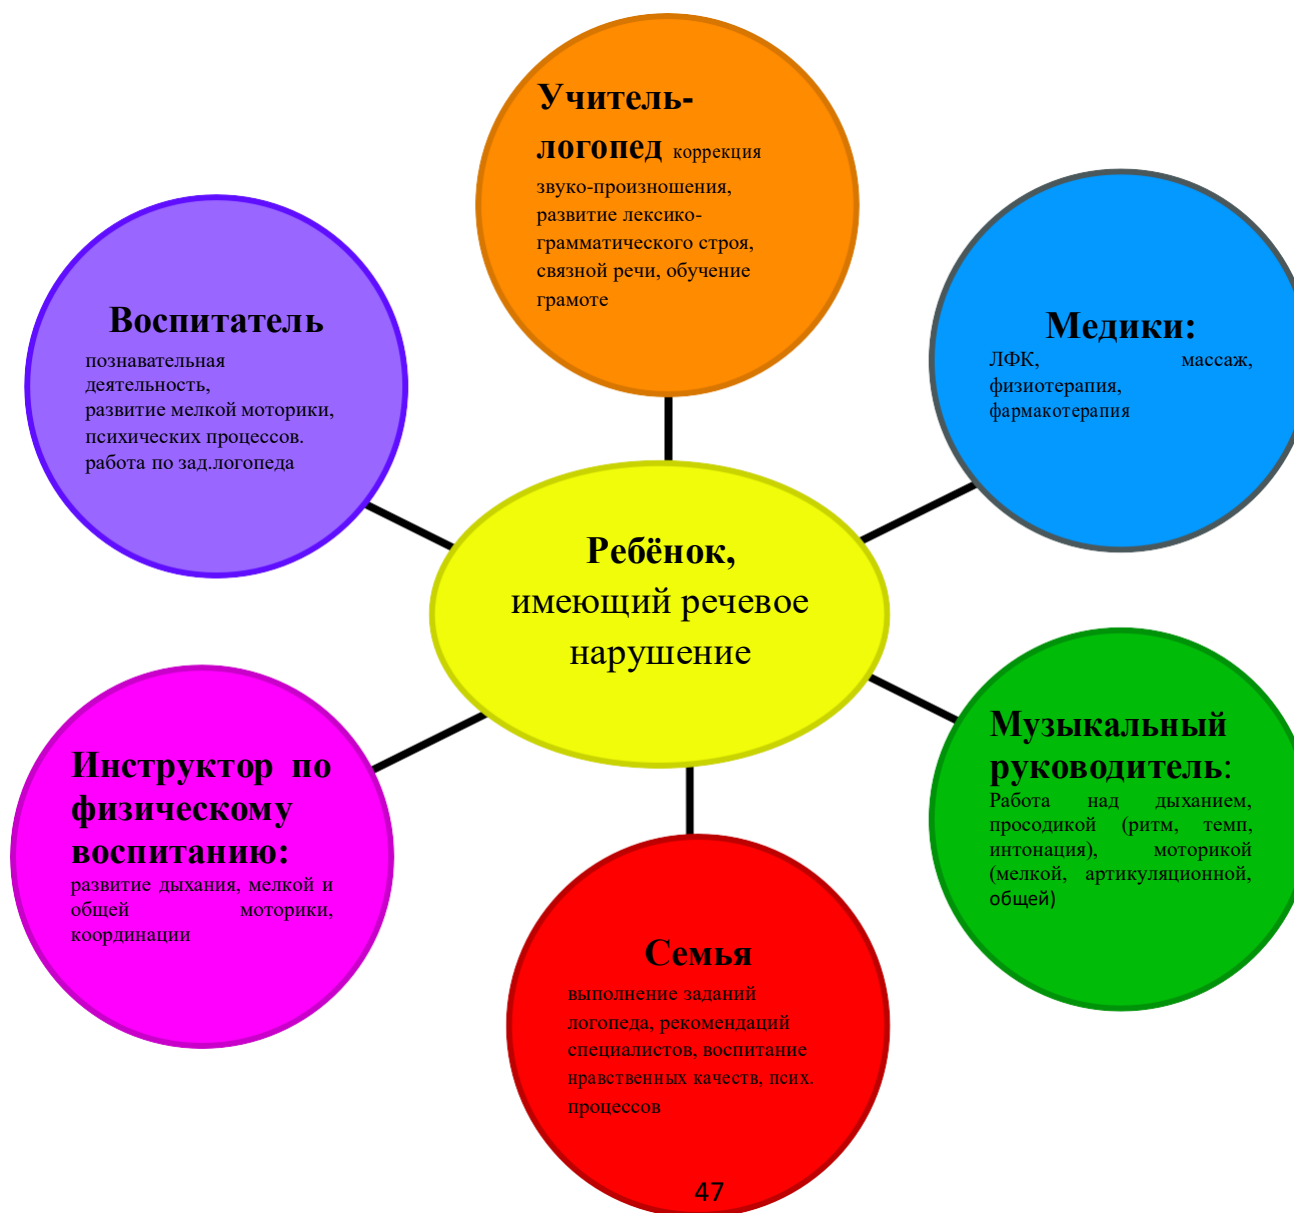 Учитель-
логопед коррекция
звуко-произношения,
развитие лексико-
грамматического строя,
связной речи, обучение
грамоте
Воспитатель
познавательная
деятельность,
развитие мелкой моторики,
психических процессов.
работа по зад.логопеда
Медики:
ЛФК, массаж,
физиотерапия,
фармакотерапия
Ребёнок,
имеющий речевое
нарушение
Инструктор по
физическому
воспитанию:
развитие дыхания, мелкой и
общей моторики,
координации
Музыкальный
руководитель:
Работа над дыханием,
просодикой (ритм, темп,
интонация), моторикой
(мелкой, артикуляционной,
общей)
Семья
выполнение заданий
логопеда, рекомендаций
специалистов, воспитание
нравственных качеств, псих.
процессов
47